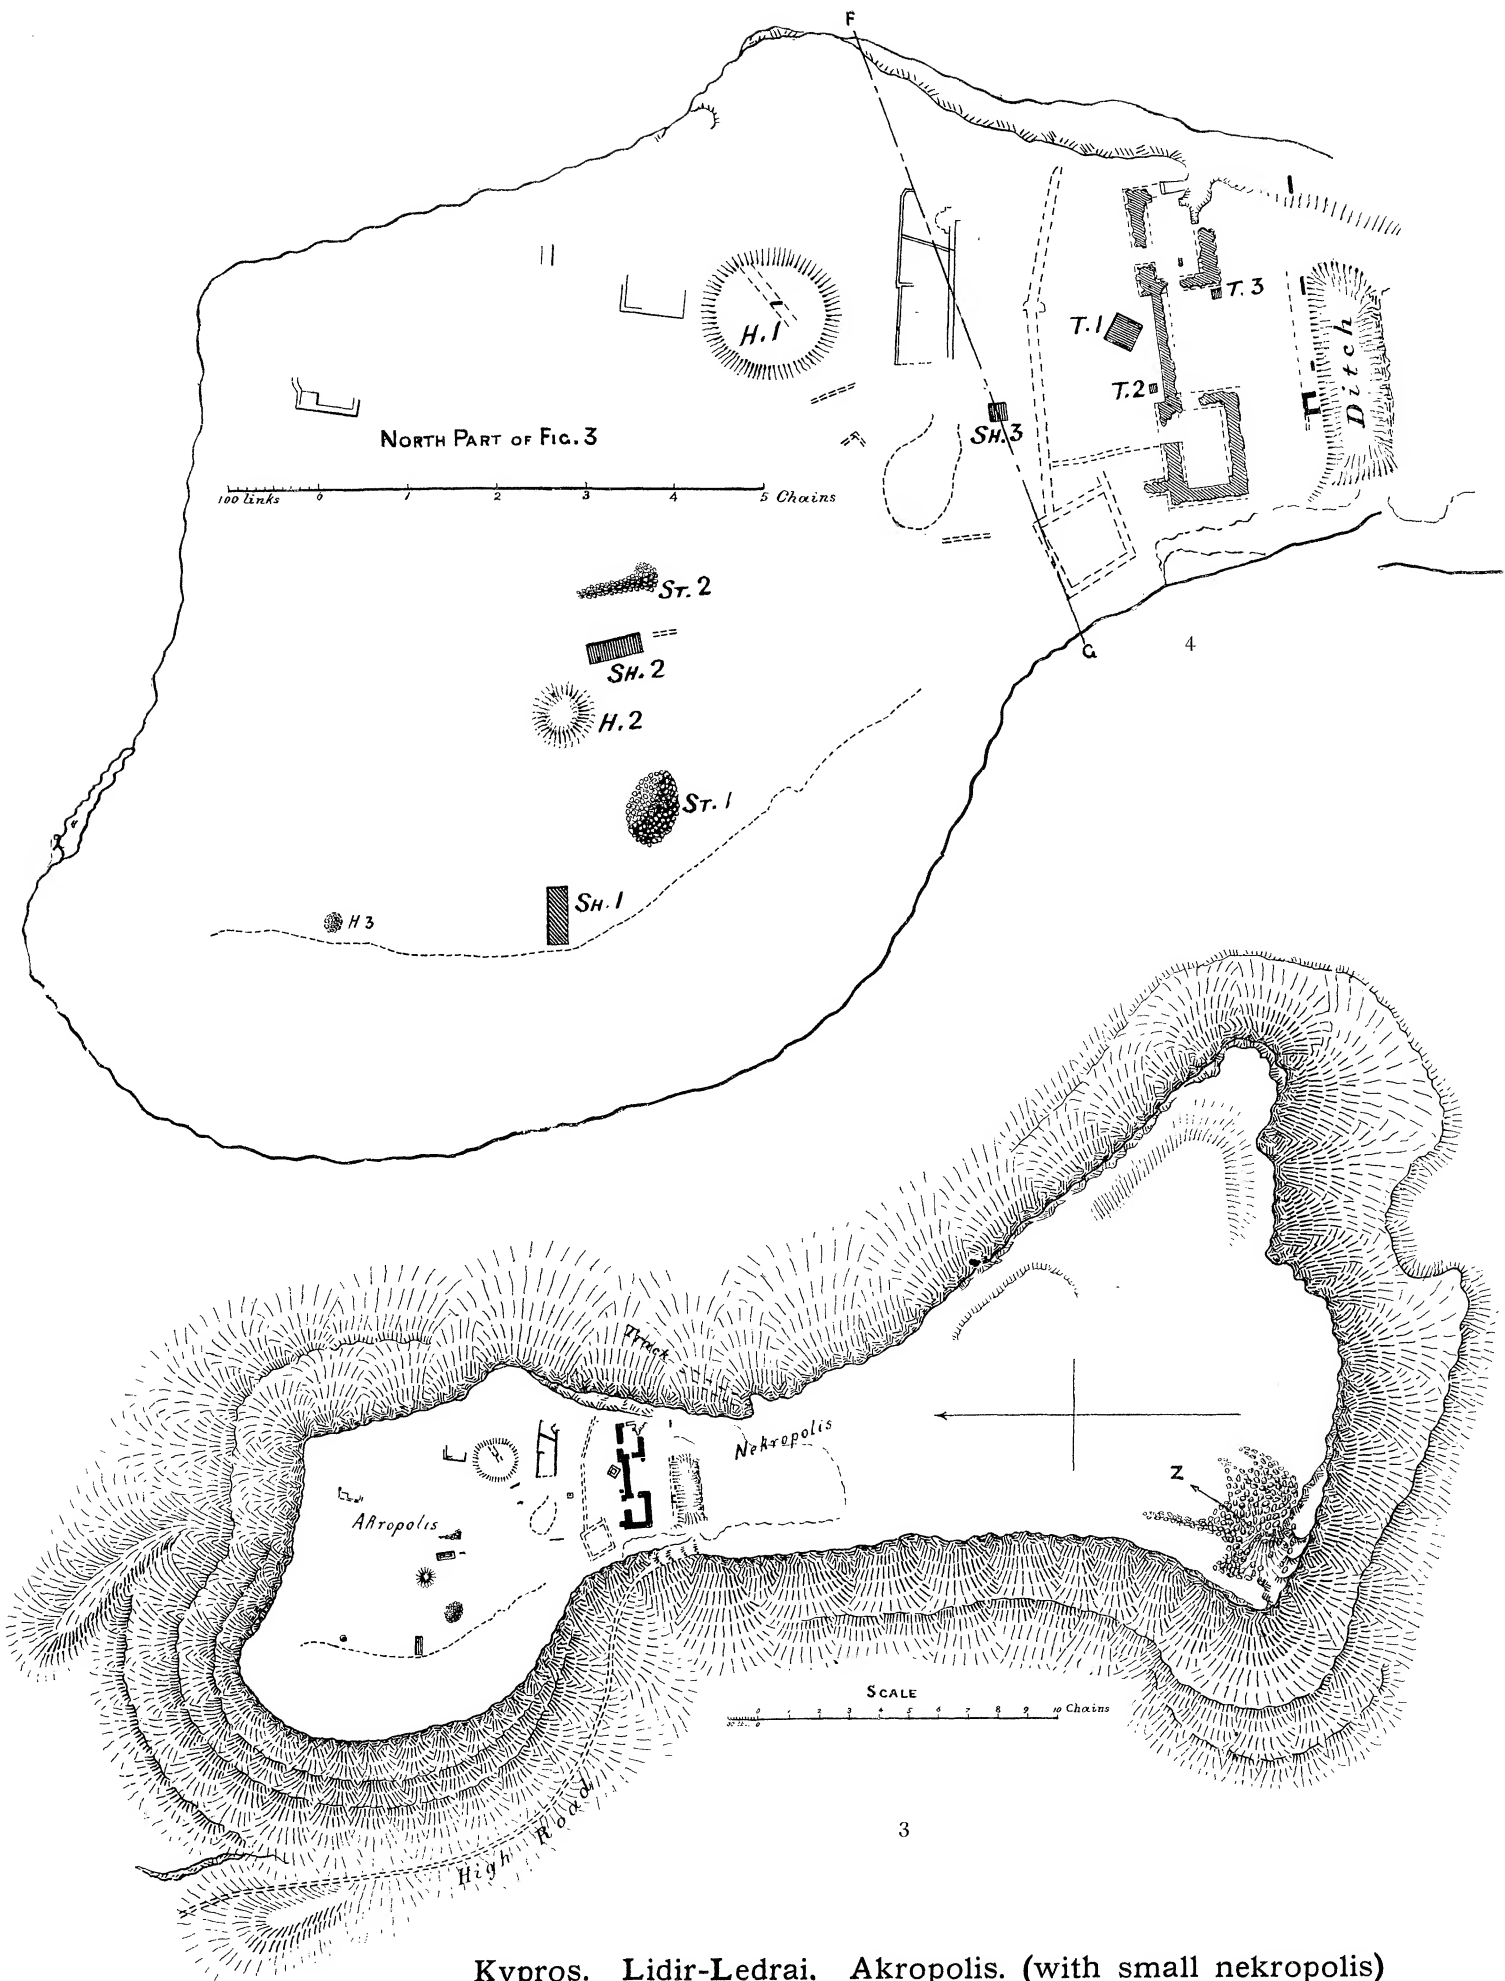 F
H.1
T.1
T.2
T.3
Ditch
NORTH PART OF FIG. 3
SH.3
100 links 0 1 2 3 4 5 Chains
ST. 2
SH. 2
G
4
H.2
ST. 1
SH. 1
H 3
Track
Nekropolis
Akropolis
Z
SCALE
0 1 2 3 4 5 6 7 8 9 10 Chains
High Road
3
Kypros. Lidir-Ledrai. Akropolis. (with small nekropolis)